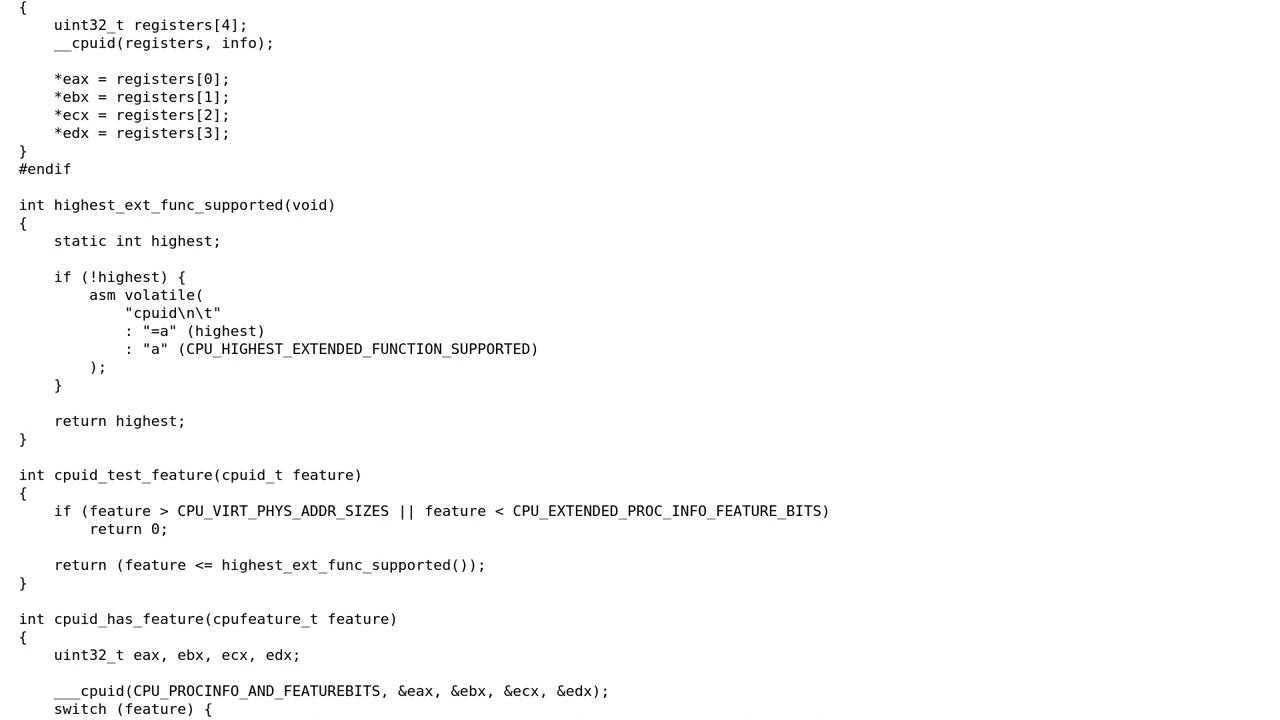 {
    uint32_t registers[4];
    __cpuid(registers, info);

    *eax = registers[0];
    *ebx = registers[1];
    *ecx = registers[2];
    *edx = registers[3];
}
#endif

int highest_ext_func_supported(void)
{
    static int highest;

    if (!highest) {
        asm volatile(
            "cpuid\n\t"
            : "=a" (highest)
            : "a" (CPU_HIGHEST_EXTENDED_FUNCTION_SUPPORTED)
        );
    }

    return highest;
}

int cpuid_test_feature(cpuid_t feature)
{
    if (feature > CPU_VIRT_PHYS_ADDR_SIZES || feature < CPU_EXTENDED_PROC_INFO_FEATURE_BITS)
        return 0;

    return (feature <= highest_ext_func_supported());
}

int cpuid_has_feature(cpufeature_t feature)
{
    uint32_t eax, ebx, ecx, edx;

    ___cpuid(CPU_PROCINFO_AND_FEATUREBITS, &eax, &ebx, &ecx, &edx);
    switch (feature) {